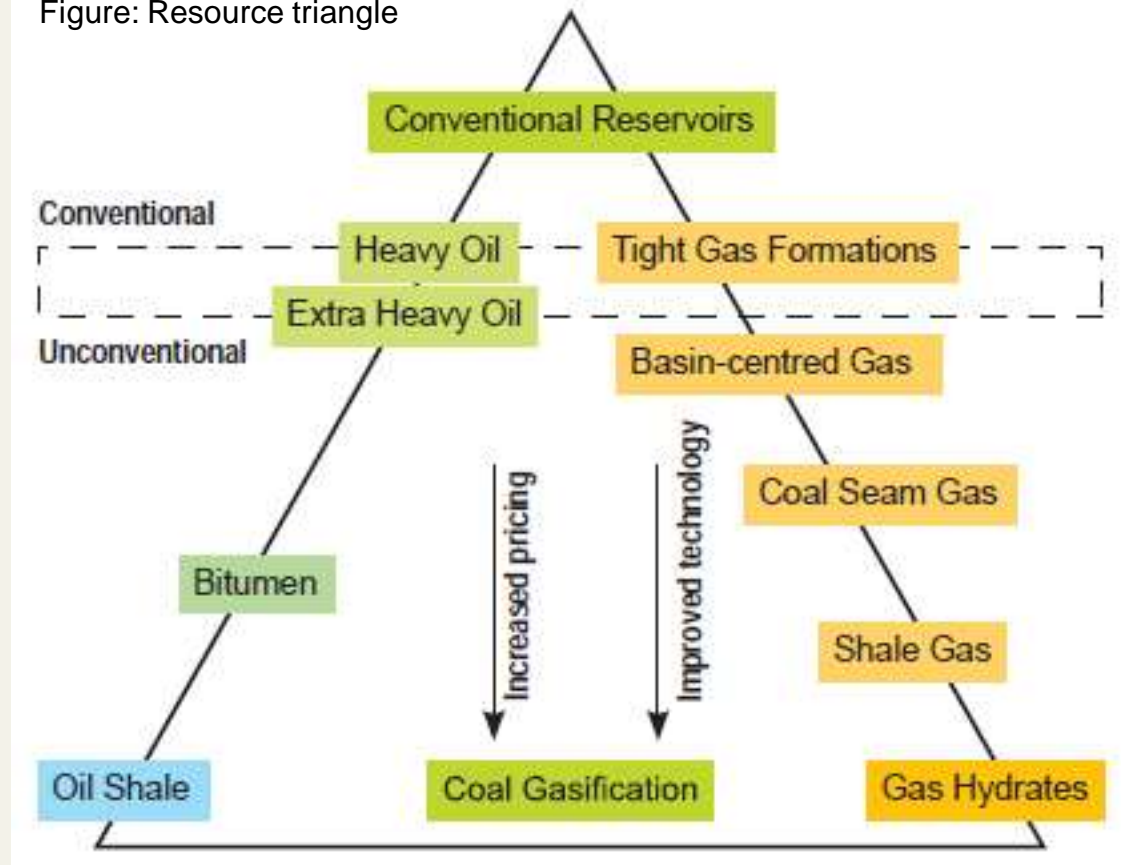 Figure: Resource triangle
Conventional Reservoirs
Conventional
Heavy Oil
Tight Gas Formations
Extra Heavy Oil
Unconventional
Basin-centred Gas
Increased pricing
Improved technology
Coal Seam Gas
Bitumen
Shale Gas
Oil Shale
Coal Gasification
Gas Hydrates